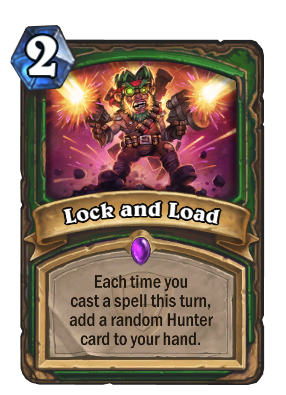 2
Lock and Load
Each time you
cast a spell this turn,
add a random Hunter
card to your hand.